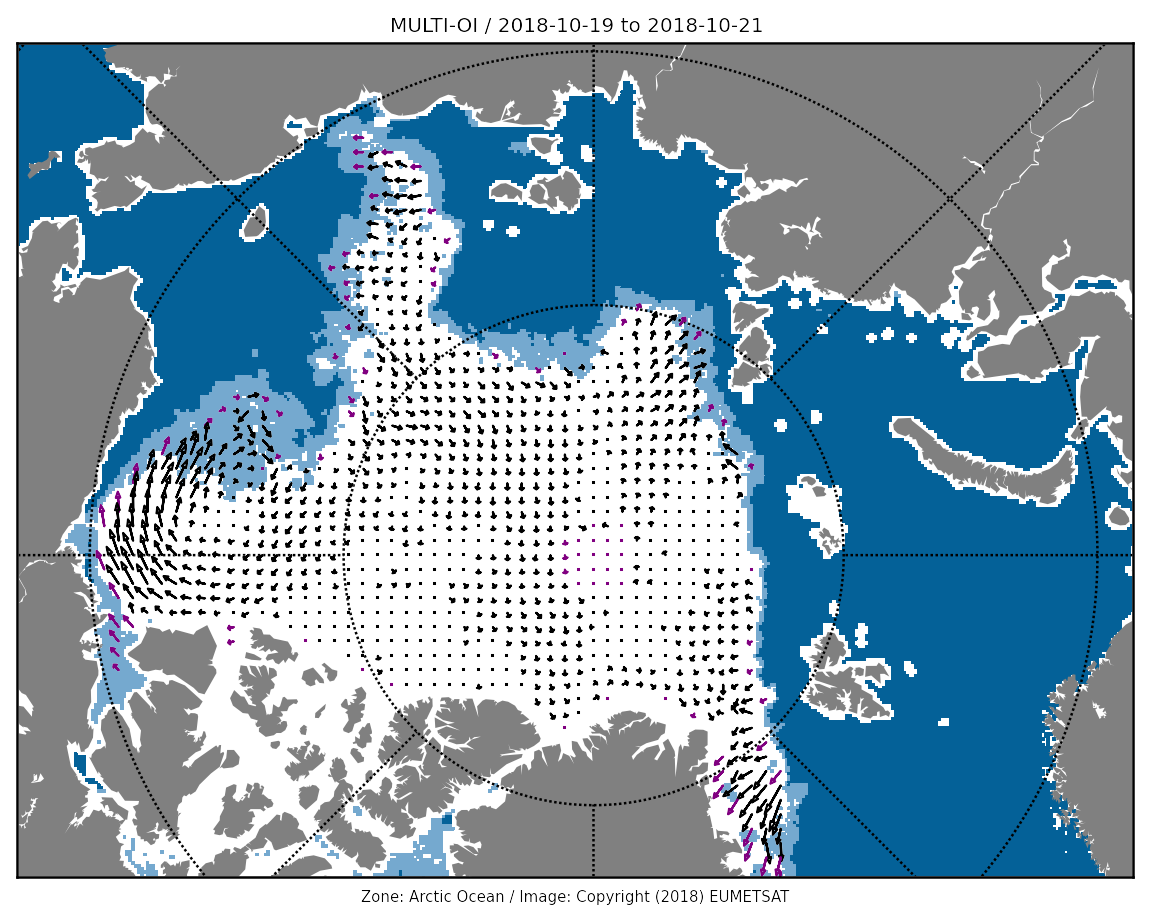 MULTI-OI / 2018-10-19 to 2018-10-21
Zone: Arctic Ocean / Image: Copyright (2018) EUMETSAT